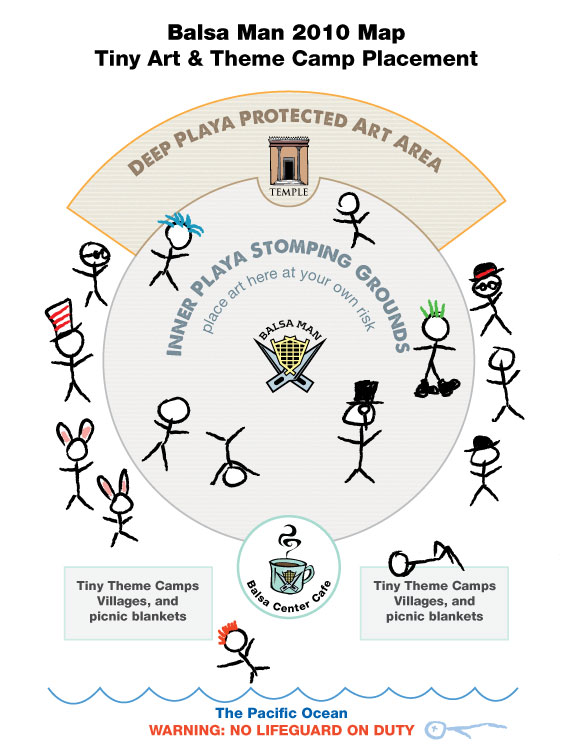 Balsa Man 2010 Map
Tiny Art & Theme Camp Placement
DEEP PLAYA PROTECTED ART AREA
TEMPLE
INNER PLAYA STOMPING GROUNDS
place art here at your own risk
BALSA MAN
Balsa Center Cafe
Tiny Theme Camps
Villages, and
picnic blankets
Tiny Theme Camps
Villages, and
picnic blankets
The Pacific Ocean
WARNING: NO LIFEGUARD ON DUTY